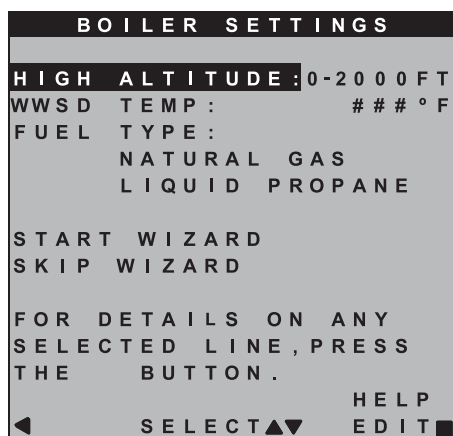 BOILER SETTINGS
HIGH ALTITUDE:0-2000FT
WWSD TEMP: ###°F
FUEL TYPE:
NATURAL GAS
LIQUID PROPANE
START WIZARD
SKIP WIZARD
FOR DETAILS ON ANY
SELECTED LINE,PRESS
THE BUTTON.
HELP
◀ SELECT▲▼ EDIT■